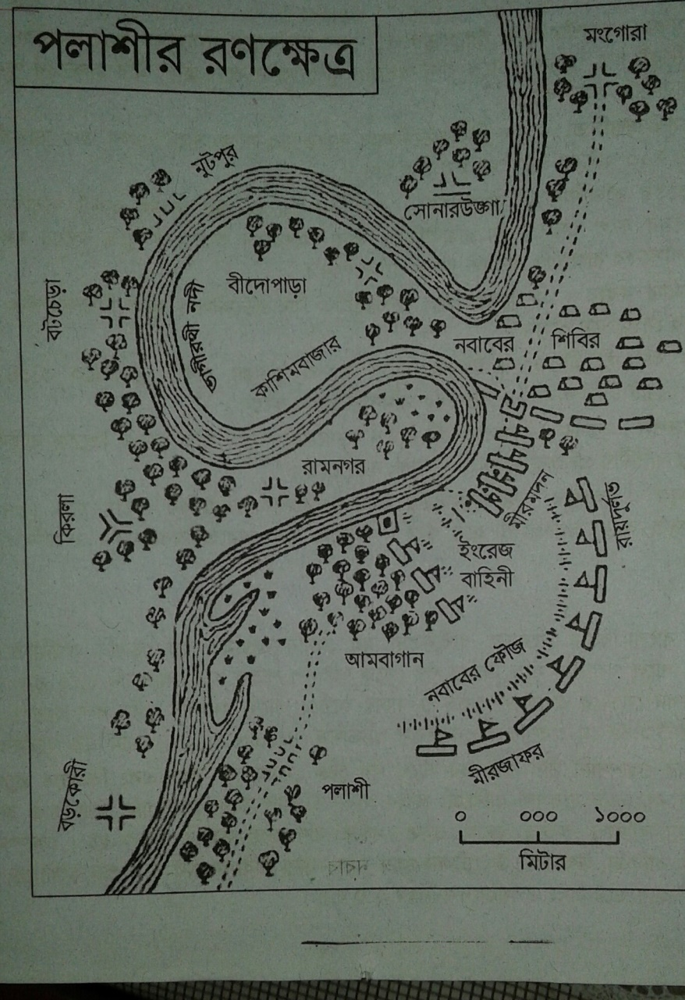 পলাশীর রণক্ষেত্র
মংগোরা
নুটপুর
সোনারউঙ্গা
বটচেড়া
বীদোপাড়া
ভাগীরথী নদী
কাশিমবাজার
নবাবের শিবির
রামনগর
কিরলা
মীরমদন
রায়দুর্লভ
ইংরেজ
বাহিনী
আমবাগান
নবাবের ফৌজ
মীরজাফর
বড়কোরী
পলাশী
০ ০০০ ১০০০
মিটার